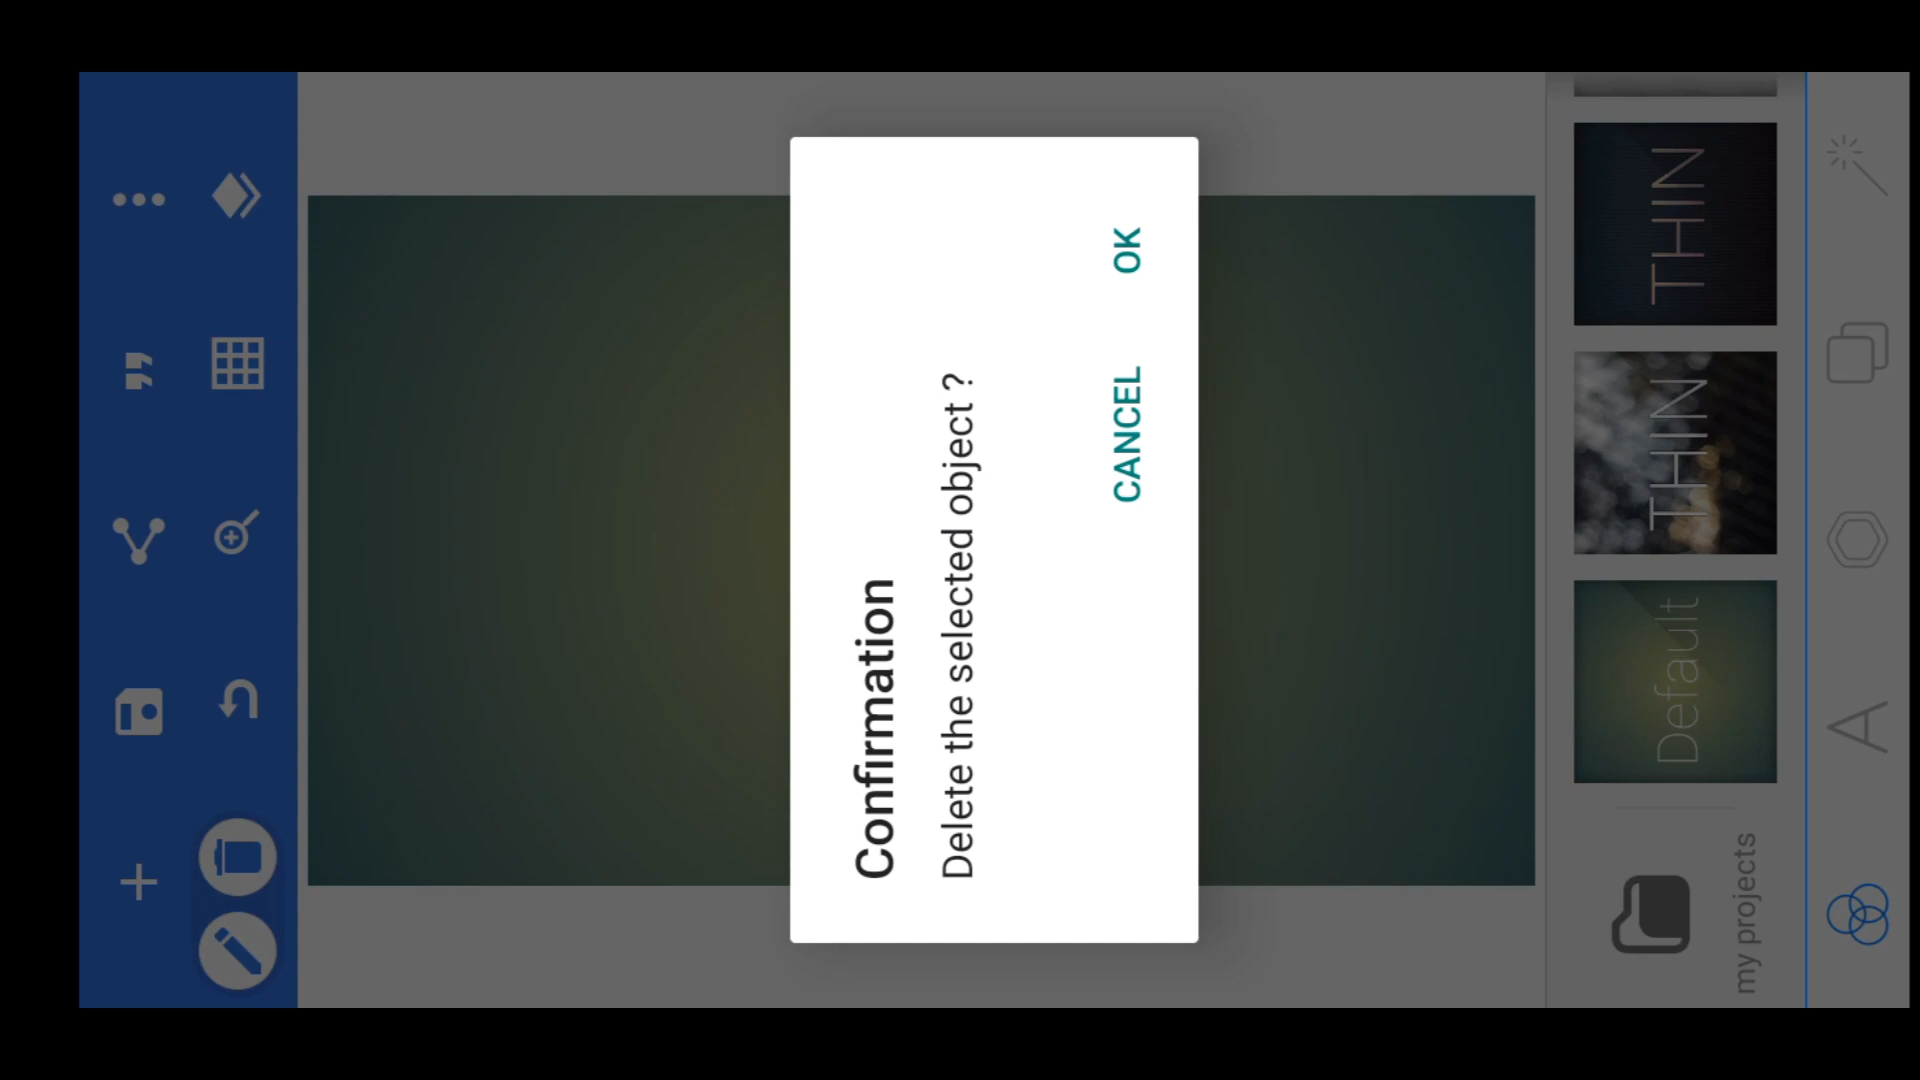 Confirmation
Delete the selected object ?
CANCEL
OK
my projects
Default
THIN
THIN